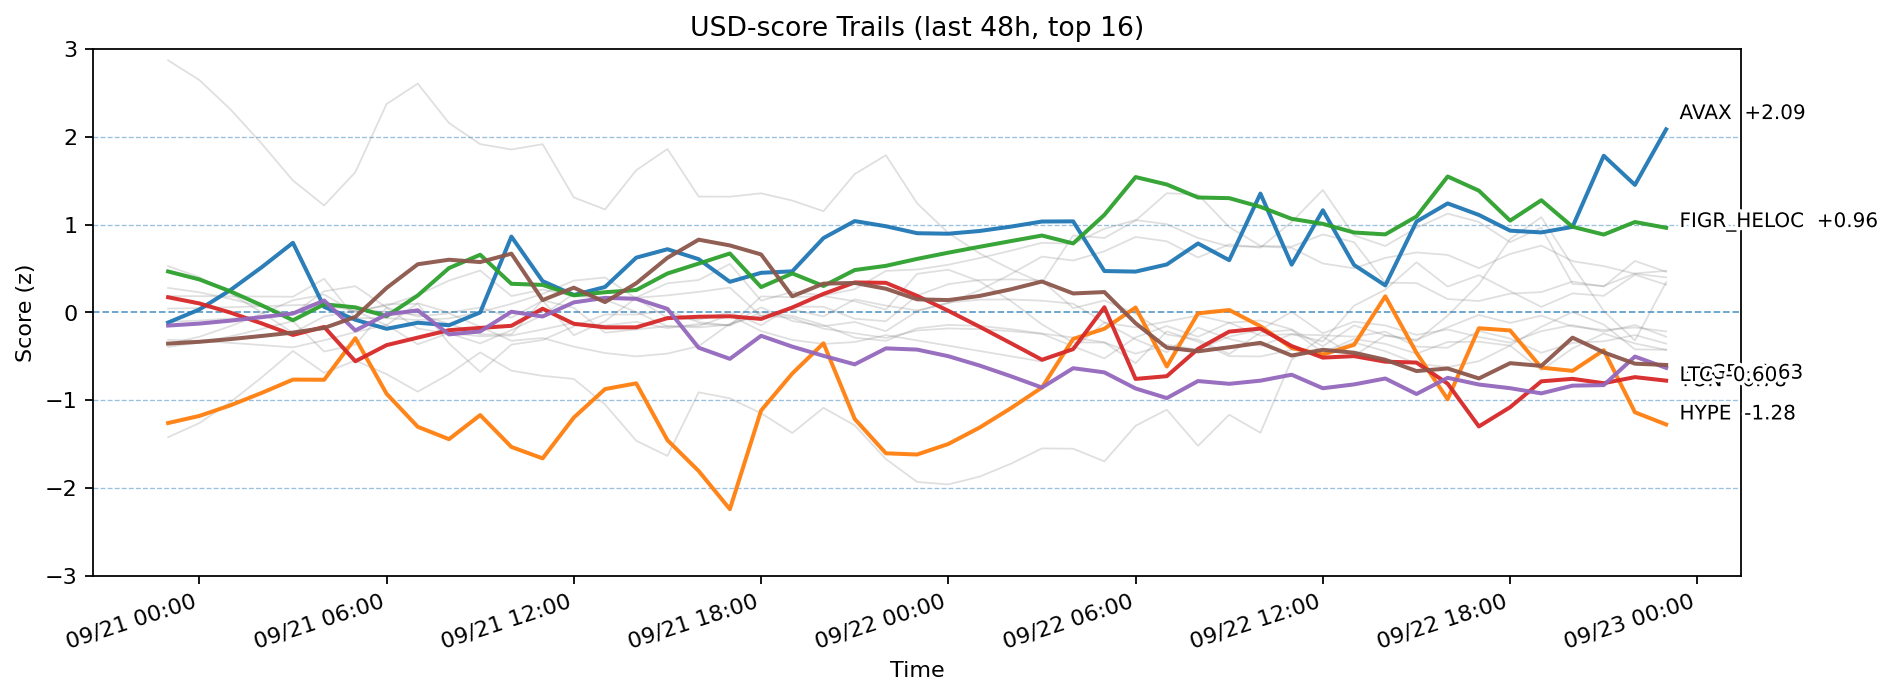 USD-score Trails (last 48h, top 16)
Score (z)
3
2
1
0
−1
−2
−3
AVAX +2.09
FIGR_HELOC +0.96
LTC -0.60
HYPE -1.28
09/21 00:00
09/21 06:00
09/21 12:00
09/21 18:00
09/22 00:00
09/22 06:00
09/22 12:00
09/22 18:00
09/23 00:00
Time